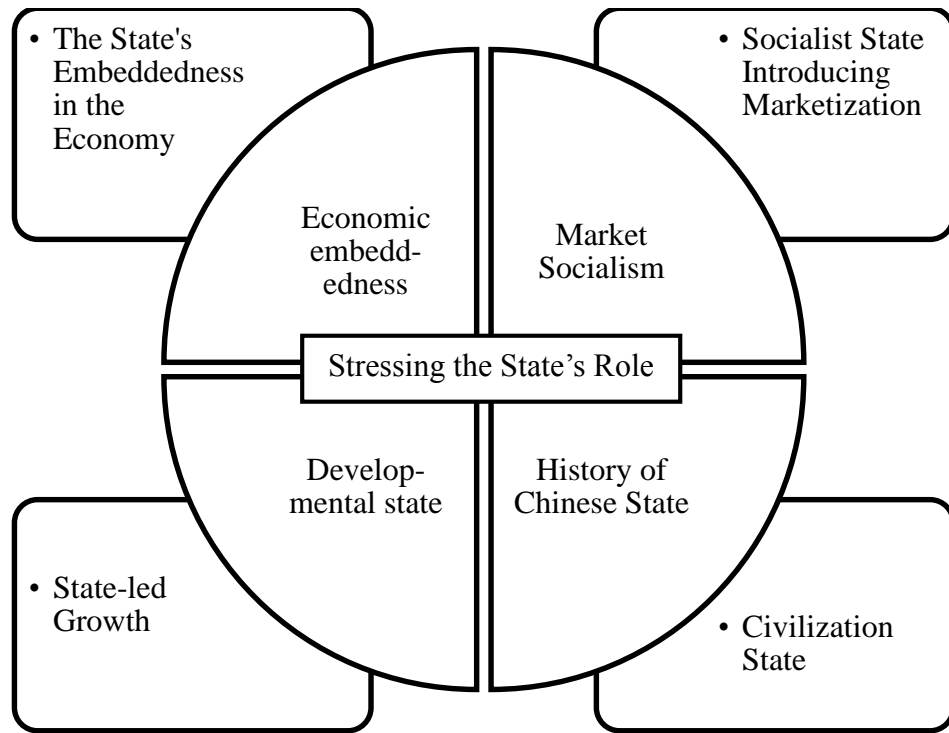 • The State's
Embeddedness
in the
Economy
• Socialist State
Introducing
Marketization
Economic
embedd-
edness
Market
Socialism
Stressing the State’s Role
Develop-
mental state
History of
Chinese State
• State-led
Growth
• Civilization
State